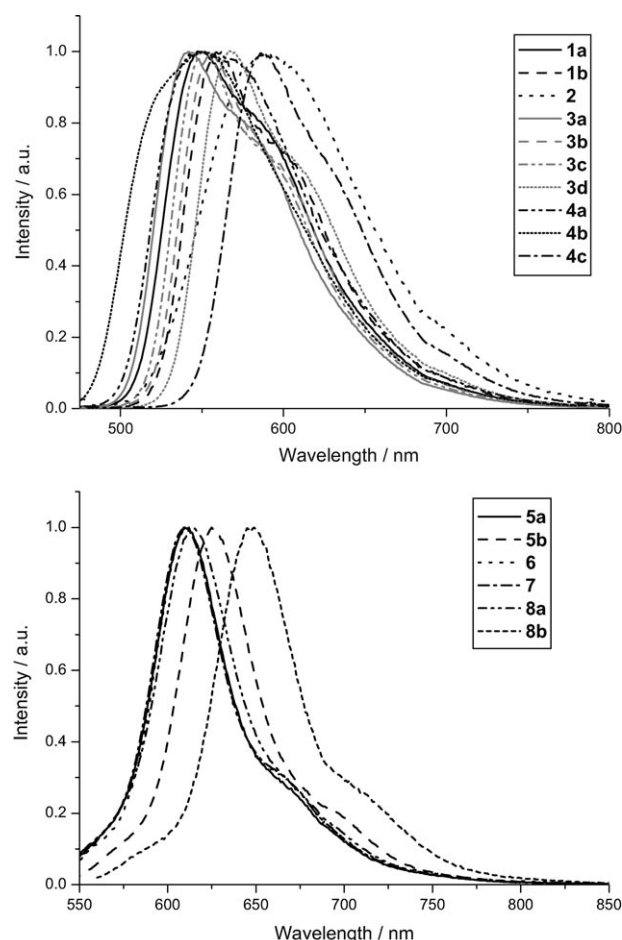 Intensity / a.u.
1.0
0.8
0.6
0.4
0.2
0.0
500
600
700
800
Wavelength / nm
1a
1b
2
3a
3b
3c
3d
4a
4b
4c
Intensity / a.u.
1.0
0.8
0.6
0.4
0.2
0.0
550
600
650
700
750
800
850
Wavelength / nm
5a
5b
6
7
8a
8b